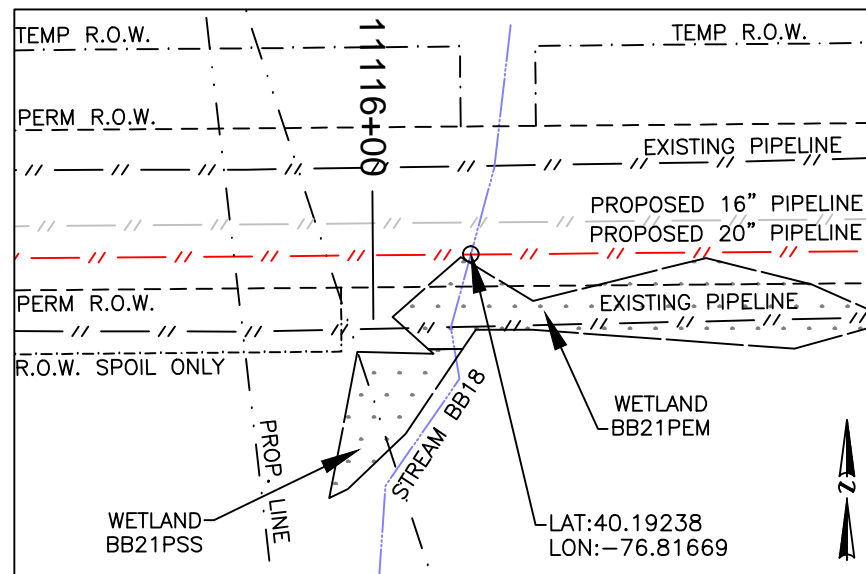 TEMP R.O.W.
TEMP R.O.W.
11116+00
PERM R.O.W.
EXISTING PIPELINE
PROPOSED 16" PIPELINE
PROPOSED 20" PIPELINE
PERM R.O.W.
EXISTING PIPELINE
R.O.W. SPOIL ONLY
WETLAND
BB21PEM
STREAM BB18
PROP. LINE
WETLAND
BB21PSS
LAT:40.19238
LON:-76.81669
N